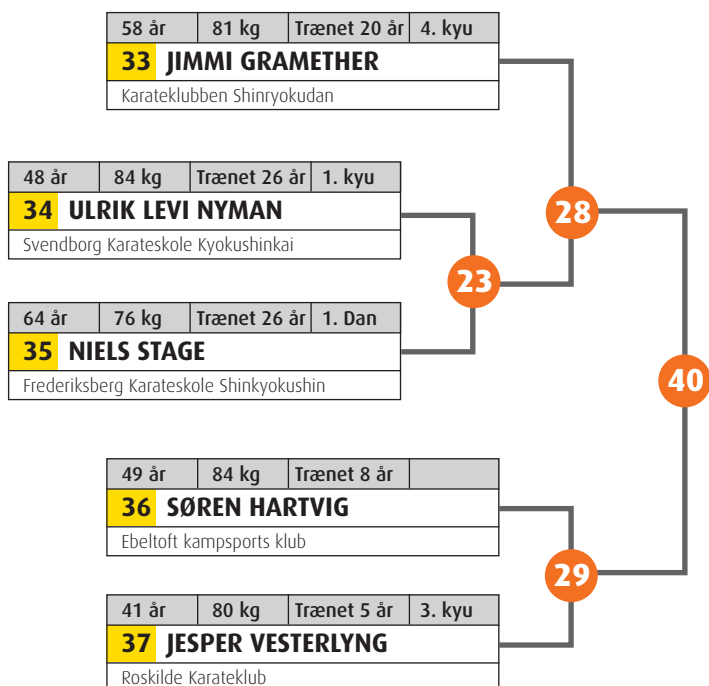 58 år 81 kg Trænet 20 år 4. kyu
33 JIMMI GRAMETHER
Karateklubben Shinryokudan
48 år 84 kg Trænet 26 år 1. kyu
34 ULRIK LEVI NYMAN
Svendborg Karateskole Kyokushinkai
64 år 76 kg Trænet 26 år 1. Dan
35 NIELS STAGE
Frederiksberg Karateskole Shinkyokushin
49 år 84 kg Trænet 8 år
36 SØREN HARTVIG
Ebeltoft kampsports klub
41 år 80 kg Trænet 5 år 3. kyu
37 JESPER VESTERLYNG
Roskilde Karateklub
23
28
29
40